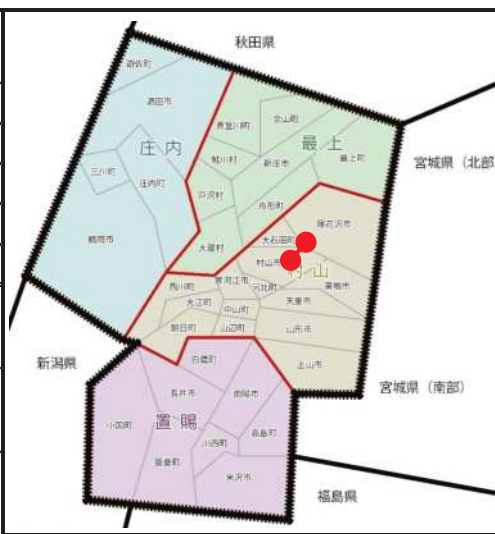 秋田県
遊佐町
酒田市
庄内
三川町
庄内町
鶴岡市
真室川町
金山町
最上
鮭川村
新庄市
最上町
戸沢村
舟形町
大蔵村
宮城県（北部
尾花沢市
大石田町
村山市
村山
東根市
西川町
寒河江市
河北町
大江町
天童市
中山町
朝日町
山辺町
山形市
上山市
新潟県
宮城県（南部）
白鷹町
長井市
南陽市
小国町
置賜
高畠町
川西町
飯豊町
米沢市
福島県